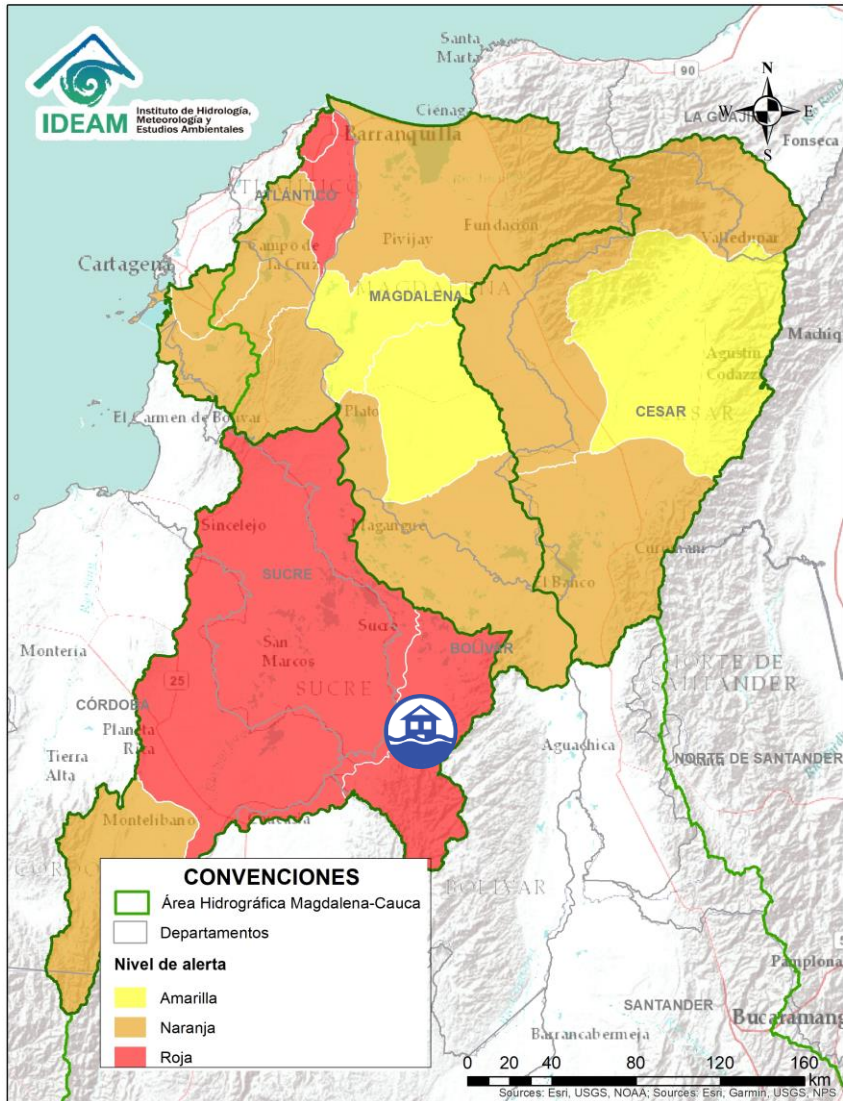 IDEAM
Instituto de Hidrología,
Meteorología y
Estudios Ambientales
Santa
Marta
90
N
W
E
S
LA GUAJIRA
Fonseca
Ciénaga
Barranquilla
ATLÁNTICO
Cartagena
Campo de
la Cruz
Pivijay
Fundación
Valledupar
MAGDALENA
Agustín
Codazzi
CESAR
Plato
El Carmen de Bolívar
Sincelejo
Magangue
El Banco
SUCRE
Sucre
San
Marcos
SUCRE
BOLÍVAR
Montería
25
CÓRDOBA
Planeta
Rica
Tierra
Alta
Montelibano
Aguachica
NORTE DE
SANTANDER
NORTE DE SANTANDER
BOLÍVAR
SANTANDER
Pamplona
Barrancabermeja
CONVENCIONES
Área Hidrográfica Magdalena-Cauca
Departamentos
Nivel de alerta
Amarilla
Naranja
Roja
0 20 40 80 120 160
km
Sources: Esri, USGS, NOAA; Sources: Esri, Garmin, USGS, NPS